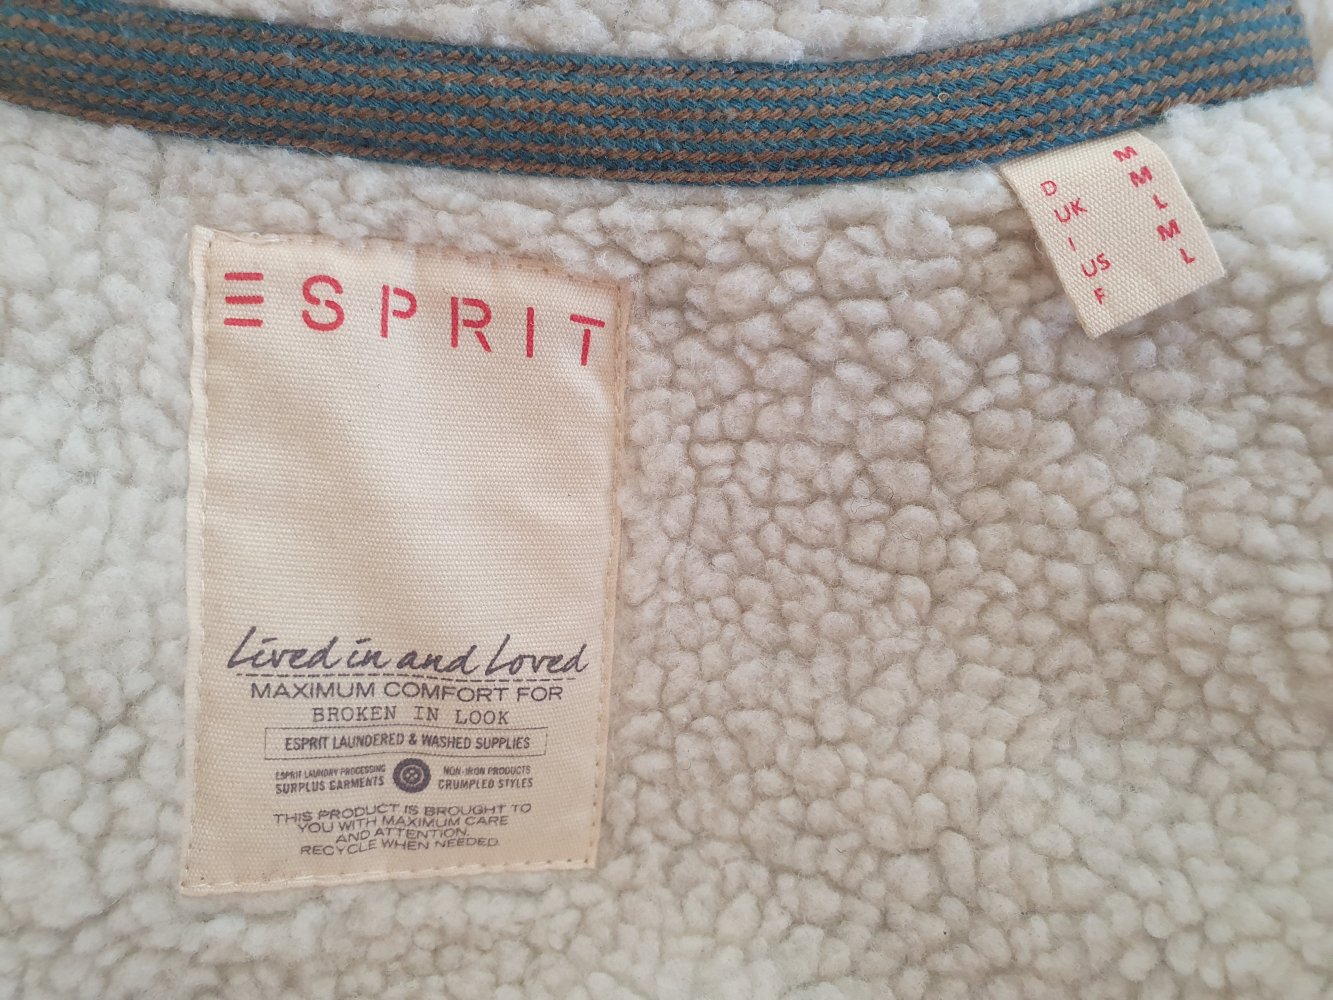 ESPRIT
Lived in and Loved
MAXIMUM COMFORT FOR
BROKEN IN LOOK
ESPRIT LAUNDERED & WASHED SUPPLIES
ESPRIT LAUNDRY PROCESSING
SURPLUS GARMENTS
NON-IRON PRODUCTS
CRUMPLED STYLES
THIS PRODUCT IS BROUGHT TO
YOU WITH MAXIMUM CARE
AND ATTENTION.
RECYCLE WHEN NEEDED.
D M
UK M
I L
US M
F L